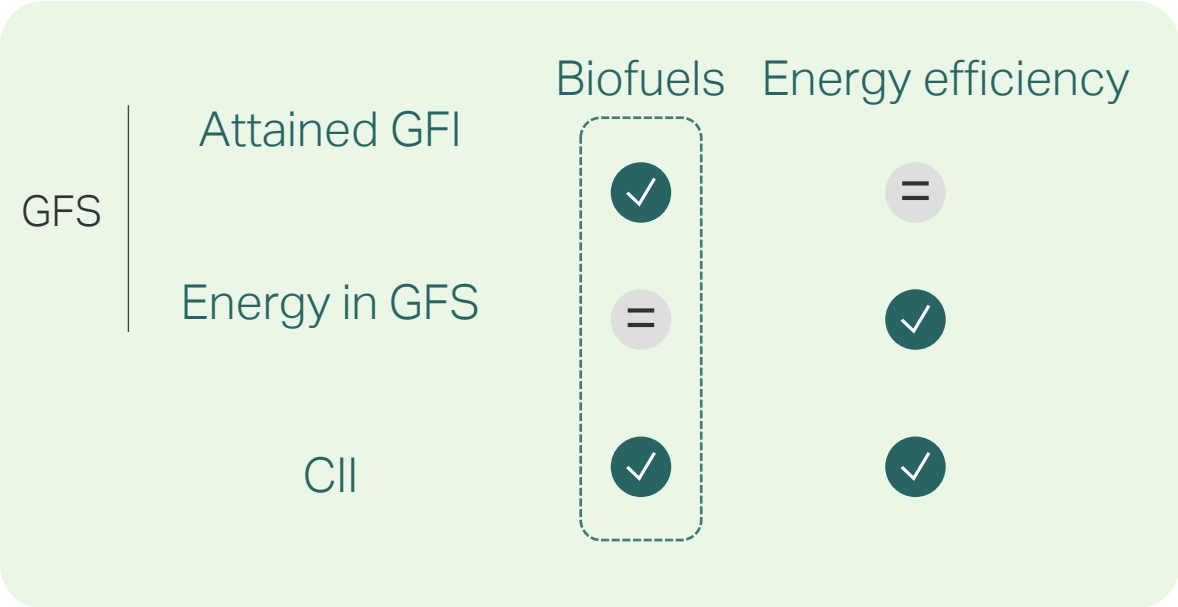 Biofuels Energy efficiency
Attained GFI
GFS
Energy in GFS
CII